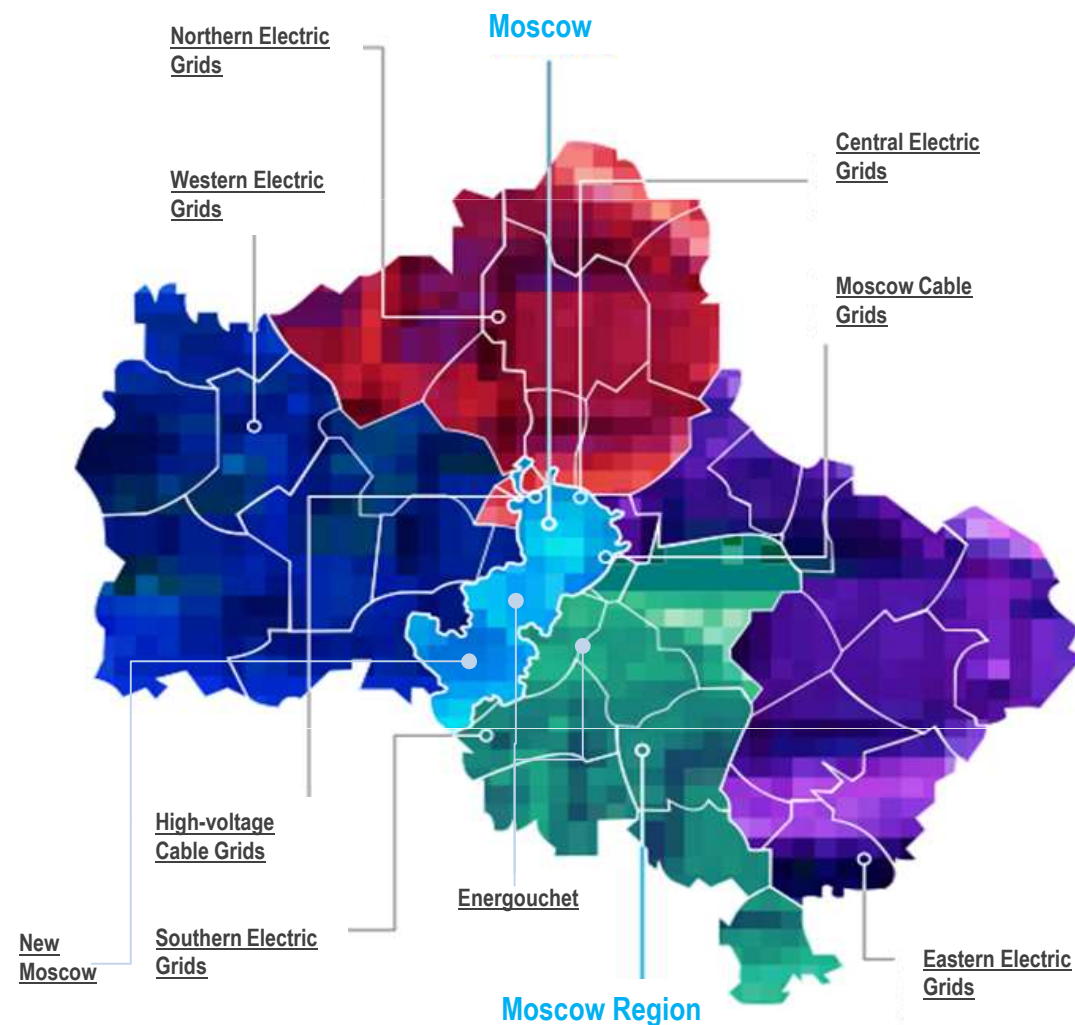 Moscow
Northern Electric
Grids
Central Electric
Grids
Western Electric
Grids
Moscow Cable
Grids
High-voltage
Cable Grids
Energouchet
New
Moscow
Southern Electric
Grids
Eastern Electric
Grids
Moscow Region